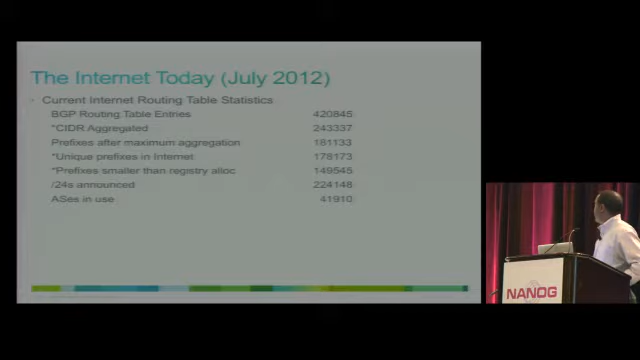 The Internet Today (July 2012)
Current Internet Routing Table Statistics
BGP Routing Table Entries 420845
*CIDR Aggregated 243337
Prefixes after maximum aggregation 181133
*Unique prefixes in Internet 178173
*Prefixes smaller than registry alloc 149545
/24s announced 224148
ASes in use 41910
NANOG